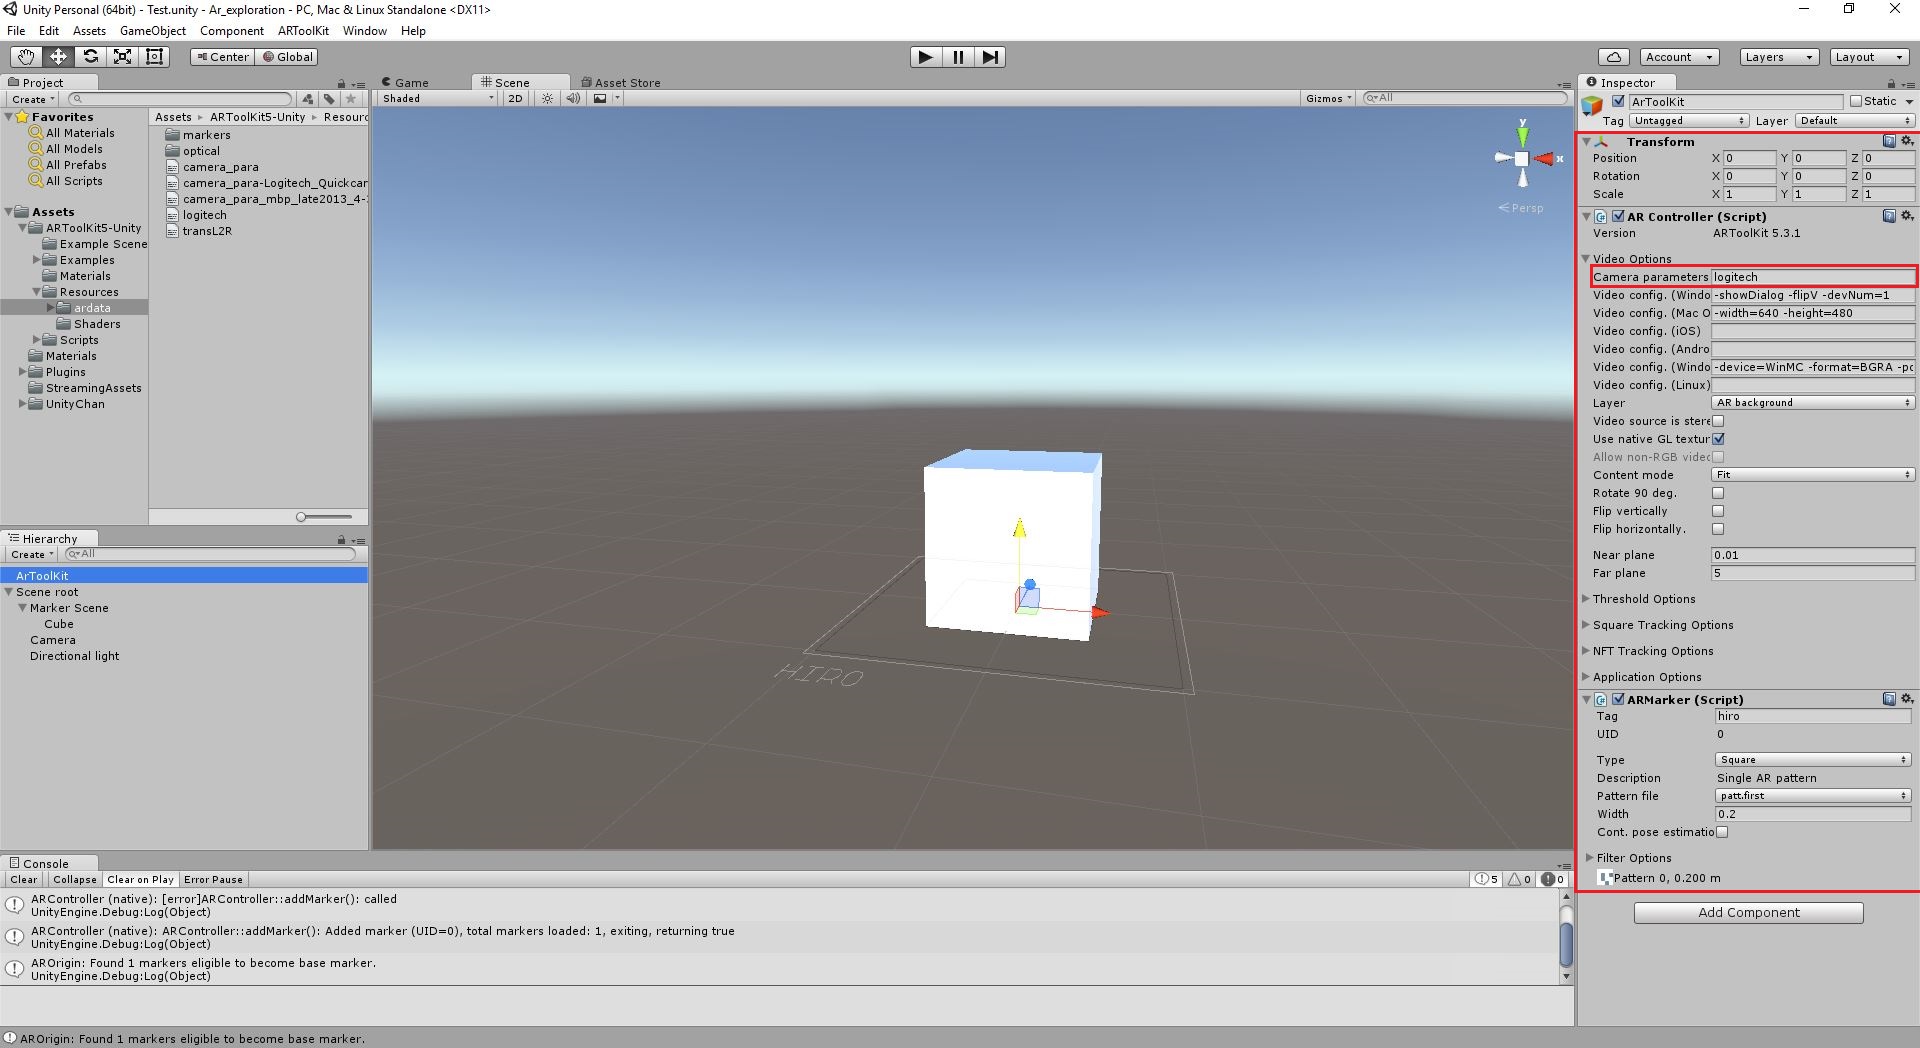 Unity Personal (64bit) - Test.unity - Ar_exploration - PC, Mac & Linux Standalone <DX11>
File Edit Assets GameObject Component ARToolKit Window Help
Center Global Account Layers Layout
Project
Create
Favorites
All Materials
All Models
All Prefabs
All Scripts
Assets
ARToolKit5-Unity
Example Scene
Examples
Materials
Resources
ardata
Shaders
Scripts
Materials
Plugins
StreamingAssets
UnityChan
Assets ARToolKit5-Unity Resourc
markers
optical
camera_para
camera_para-Logitech_Quickcar
camera_para_mbp_late2013_4-
logitech
transL2R
Hierarchy
Create All
ArToolKit
Scene root
Marker Scene
Cube
Camera
Directional light
Game Scene Asset Store
Shaded 2D Gizmos All
y
x
Persp
HIRO
Console
Clear Collapse Clear on Play Error Pause 5 0 0
ARController (native): [error]ARController::addMarker(): called
UnityEngine.Debug:Log(Object)
ARController (native): ARController::addMarker(): Added marker (UID=0), total markers loaded: 1, exiting, returning true
UnityEngine.Debug:Log(Object)
AROrigin: Found 1 markers eligible to become base marker.
UnityEngine.Debug:Log(Object)
AROrigin: Found 1 markers eligible to become base marker.
Inspector
ArToolKit Static
Tag Untagged Layer Default
Transform
Position X 0 Y 0 Z 0
Rotation X 0 Y 0 Z 0
Scale X 1 Y 1 Z 1
AR Controller (Script)
Version ARToolKit 5.3.1
Video Options
Camera parameters logitech
Video config. (Windo -showDialog -flipV -devNum=1
Video config. (Mac O -width=640 -height=480
Video config. (iOS)
Video config. (Andro
Video config. (Windo -device=WinMC -format=BGRA -po
Video config. (Linux)
Layer AR background
Video source is stere
Use native GL textur
Allow non-RGB videc
Content mode Fit
Rotate 90 deg.
Flip vertically
Flip horizontally.
Near plane 0.01
Far plane 5
Threshold Options
Square Tracking Options
NFT Tracking Options
Application Options
ARMarker (Script)
Tag hiro
UID 0
Type Square
Description Single AR pattern
Pattern file patt.first
Width 0.2
Cont. pose estimatio
Filter Options
Pattern 0, 0.200 m
Add Component